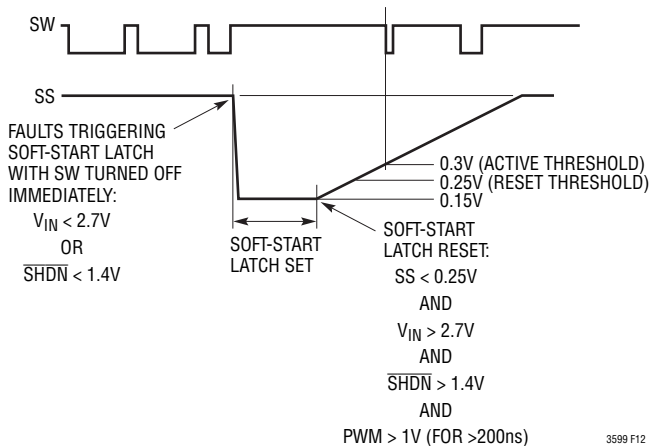 SW
SS
FAULTS TRIGGERING
SOFT-START LATCH
WITH SW TURNED OFF
IMMEDIATELY:
VIN < 2.7V
OR
SHDN < 1.4V
SOFT-START
LATCH SET
0.3V (ACTIVE THRESHOLD)
0.25V (RESET THRESHOLD)
0.15V
SOFT-START
LATCH RESET:
SS < 0.25V
AND
VIN > 2.7V
AND
SHDN > 1.4V
AND
PWM > 1V (FOR >200ns)
3599 F12